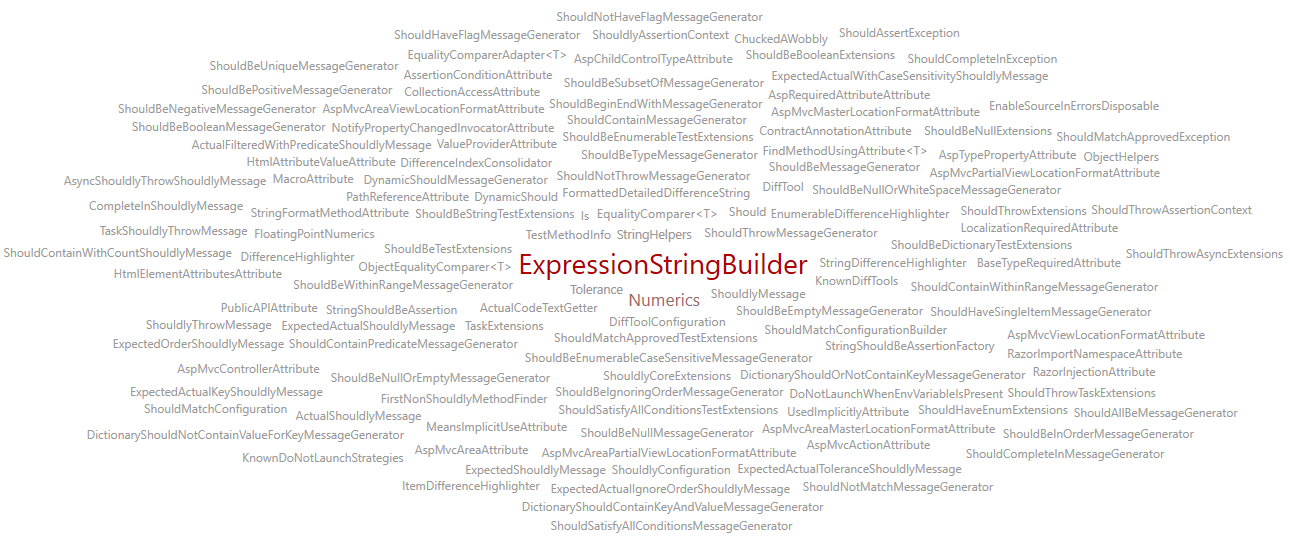 ShouldNotHaveFlagMessageGenerator
ShouldHaveFlagMessageGenerator ShouldlyAssertionContext ChuckedAWobbly ShouldAssertException
EqualityComparerAdapter<T> AspChildControlTypeAttribute ShouldBeBooleanExtensions ShouldCompleteInException
ShouldBeUniqueMessageGenerator AssertionConditionAttribute ShouldBeSubsetOfMessageGenerator ExpectedActualWithCaseSensitivityShouldlyMessage
ShouldBePositiveMessageGenerator CollectionAccessAttribute AspRequiredAttributeAttribute
ShouldBeNegativeMessageGenerator AspMvcAreaViewLocationFormatAttribute ShouldBeginEndWithMessageGenerator AspMvcMasterLocationFormatAttribute EnableSourceInErrorsDisposable
ShouldBeBooleanMessageGenerator NotifyPropertyChangedInvocatorAttribute ShouldContainMessageGenerator ContractAnnotationAttribute ShouldBeNullExtensions ShouldMatchApprovedException
ActualFilteredWithPredicateShouldlyMessage ValueProviderAttribute ShouldBeEnumerableTestExtensions FindMethodUsingAttribute<T> AspTypePropertyAttribute ObjectHelpers
HtmlAttributeValueAttribute DifferenceIndexConsolidator ShouldBeTypeMessageGenerator ShouldBeMessageGenerator AspMvcPartialViewLocationFormatAttribute
AsyncShouldlyThrowShouldlyMessage MacroAttribute DynamicShouldMessageGenerator ShouldNotThrowMessageGenerator DiffTool ShouldBeNullOrWhiteSpaceMessageGenerator
PathReferenceAttribute DynamicShould FormattedDetailedDifferenceString
CompleteInShouldlyMessage StringFormatMethodAttribute ShouldBeStringTestExtensions Is EqualityComparer<T> Should EnumerableDifferenceHighlighter ShouldThrowExtensions ShouldThrowAssertionContext
TaskShouldlyThrowMessage FloatingPointNumerics TestMethodInfo StringHelpers ShouldThrowMessageGenerator LocalizationRequiredAttribute
ShouldContainWithCountShouldlyMessage DifferenceHighlighter ShouldBeTestExtensions ShouldBeDictionaryTestExtensions ShouldThrowAsyncExtensions
HtmlElementAttributesAttribute ObjectEqualityComparer<T> ExpressionStringBuilder StringDifferenceHighlighter BaseTypeRequiredAttribute
ShouldBeWithinRangeMessageGenerator Tolerance Numerics ShouldlyMessage KnownDiffTools ShouldContainWithinRangeMessageGenerator
PublicAPIAttribute StringShouldBeAssertion ActualCodeTextGetter ShouldBeEmptyMessageGenerator ShouldHaveSingleItemMessageGenerator
ShouldlyThrowMessage ExpectedActualShouldlyMessage TaskExtensions DiffToolConfiguration ShouldMatchConfigurationBuilder AspMvcViewLocationFormatAttribute
ExpectedOrderShouldlyMessage ShouldContainPredicateMessageGenerator ShouldMatchApprovedTestExtensions StringShouldBeAssertionFactory RazorImportNamespaceAttribute
AspMvcControllerAttribute ShouldBeEnumerableCaseSensitiveMessageGenerator RazorInjectionAttribute
ShouldBeNullOrEmptyMessageGenerator ShouldlyCoreExtensions DictionaryShouldOrNotContainKeyMessageGenerator
ExpectedActualKeyShouldlyMessage FirstNonShouldlyMethodFinder ShouldBeIgnoringOrderMessageGenerator DoNotLaunchWhenEnvVariableIsPresent ShouldThrowTaskExtensions
ShouldMatchConfiguration ActualShouldlyMessage ShouldSatisfyAllConditionsTestExtensions UsedImplicitlyAttribute ShouldHaveEnumExtensions ShouldAllBeMessageGenerator
DictionaryShouldNotContainValueForKeyMessageGenerator MeansImplicitUseAttribute ShouldBeNullMessageGenerator AspMvcAreaMasterLocationFormatAttribute ShouldBeInOrderMessageGenerator
KnownDoNotLaunchStrategies AspMvcAreaAttribute AspMvcAreaPartialViewLocationFormatAttribute AspMvcActionAttribute ShouldCompleteInMessageGenerator
ExpectedShouldlyMessage ShouldlyConfiguration ExpectedActualToleranceShouldlyMessage
ItemDifferenceHighlighter ExpectedActualIgnoreOrderShouldlyMessage ShouldNotMatchMessageGenerator
DictionaryShouldContainKeyAndValueMessageGenerator
ShouldSatisfyAllConditionsMessageGenerator